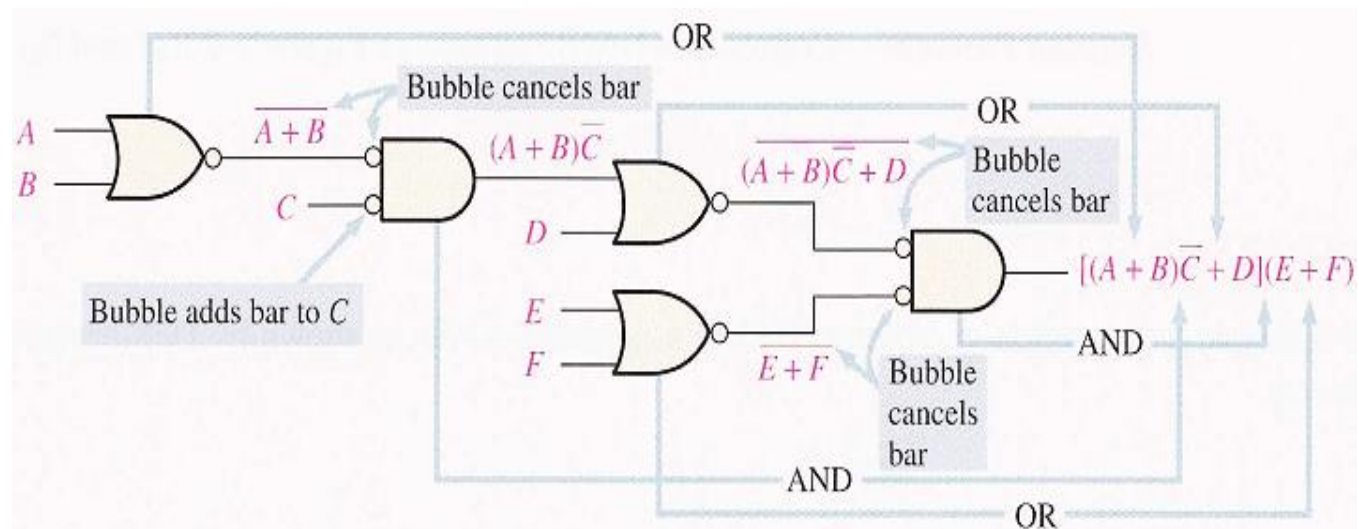 OR
Bubble cancels bar
OR
A
B
A̅ ̅+̅ ̅B̅
(A + B)C̅
(̅A̅ ̅+̅ ̅B̅)̅C̅̅ ̅+̅ ̅D̅
Bubble
cancels bar
C
D
[(A + B)C̅ + D](E + F)
Bubble adds bar to C
E
F
E̅ ̅+̅ ̅F̅
AND
Bubble
cancels
bar
AND
OR